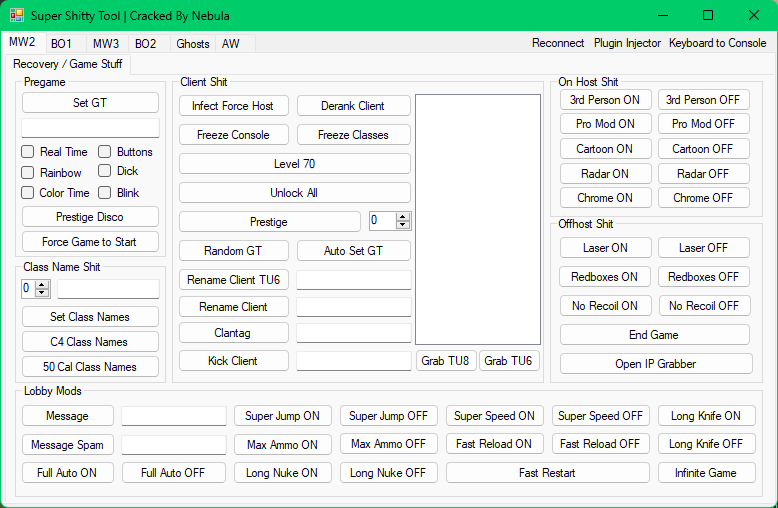 Super Shitty Tool | Cracked By Nebula
MW2 BO1 MW3 BO2 Ghosts AW Reconnect Plugin Injector Keyboard to Console
Recovery / Game Stuff
Pregame
Set GT
Real Time Buttons
Rainbow Dick
Color Time Blink
Prestige Disco
Force Game to Start
Class Name Shit
0
Set Class Names
C4 Class Names
50 Cal Class Names
Client Shit
Infect Force Host Derank Client
Freeze Console Freeze Classes
Level 70
Unlock All
Prestige 0
Random GT Auto Set GT
Rename Client TU6
Rename Client
Clantag
Kick Client Grab TU8 Grab TU6
On Host Shit
3rd Person ON 3rd Person OFF
Pro Mod ON Pro Mod OFF
Cartoon ON Cartoon OFF
Radar ON Radar OFF
Chrome ON Chrome OFF
Offhost Shit
Laser ON Laser OFF
Redboxes ON Redboxes OFF
No Recoil ON No Recoil OFF
End Game
Open IP Grabber
Lobby Mods
Message Super Jump ON Super Jump OFF Super Speed ON Super Speed OFF Long Knife ON
Message Spam Max Ammo ON Max Ammo OFF Fast Reload ON Fast Reload OFF Long Knife OFF
Full Auto ON Full Auto OFF Long Nuke ON Long Nuke OFF Fast Restart Infinite Game